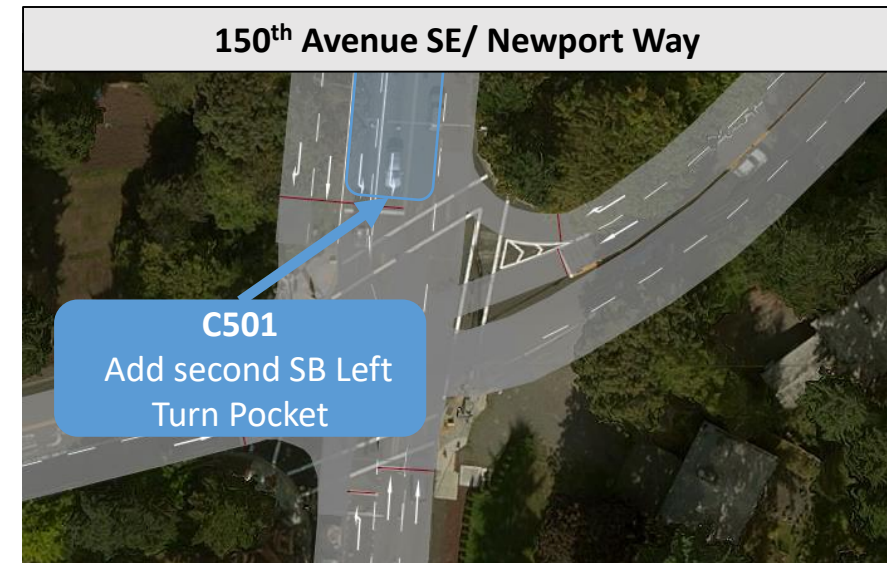 150th Avenue SE/ Newport Way
C501
Add second SB Left
Turn Pocket